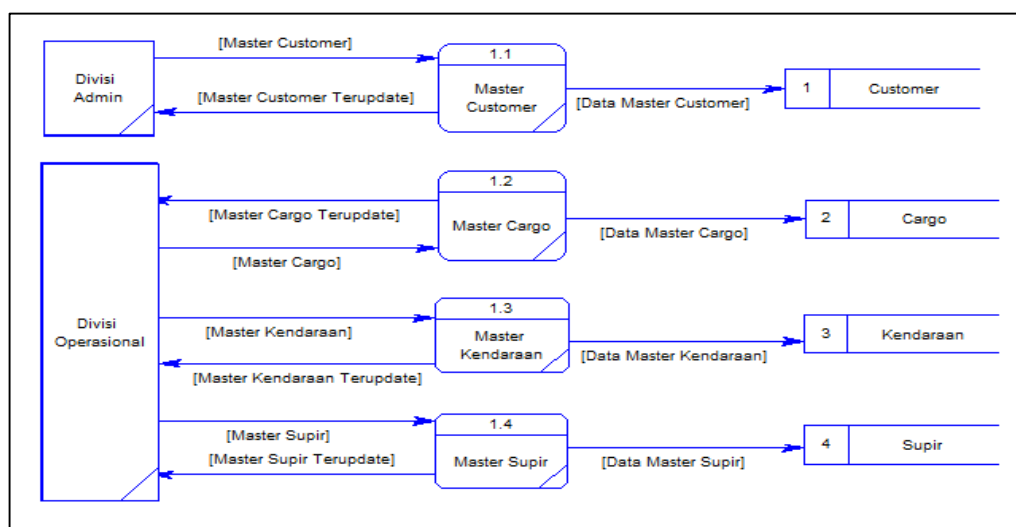 [Master Customer]
Divisi
Admin
[Master Customer Terupdate]
1.1
Master
Customer
[Data Master Customer]
1
Customer
1.2
[Master Cargo Terupdate]
Master Cargo
[Master Cargo]
[Data Master Cargo]
2
Cargo
Divisi
Operasional
1.3
[Master Kendaraan]
Master
Kendaraan
[Master Kendaraan Terupdate]
[Data Master Kendaraan]
3
Kendaraan
1.4
[Master Supir]
[Master Supir Terupdate]
Master Supir
[Data Master Supir]
4
Supir